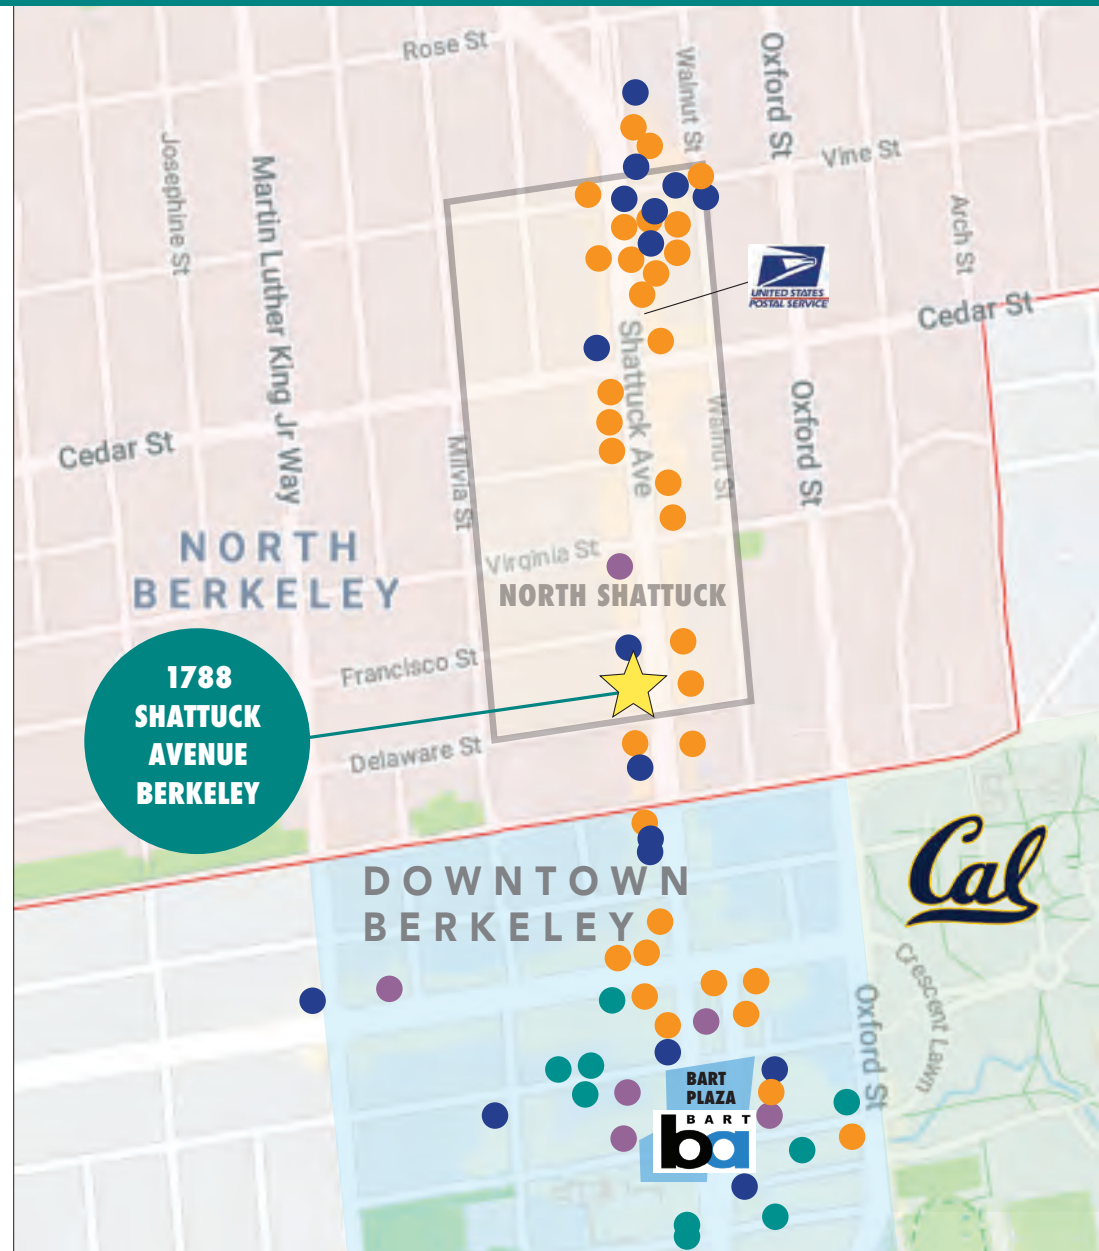 Rose St
Walnut St
Oxford St
Vine St
Josephine St
Martin Luther King Jr Way
Arch St
UNITED STATES
POSTAL SERVICE
Cedar St
Shattuck Ave
Oxford St
Walnut St
Cedar St
Milvia St
NORTH
BERKELEY
Virginia St
NORTH SHATTUCK
Francisco St
1788
SHATTUCK
AVENUE
BERKELEY
Delaware St
DOWNTOWN
BERKELEY
Cal
Crescent Lawn
Oxford St
BART
PLAZA
BART
ba